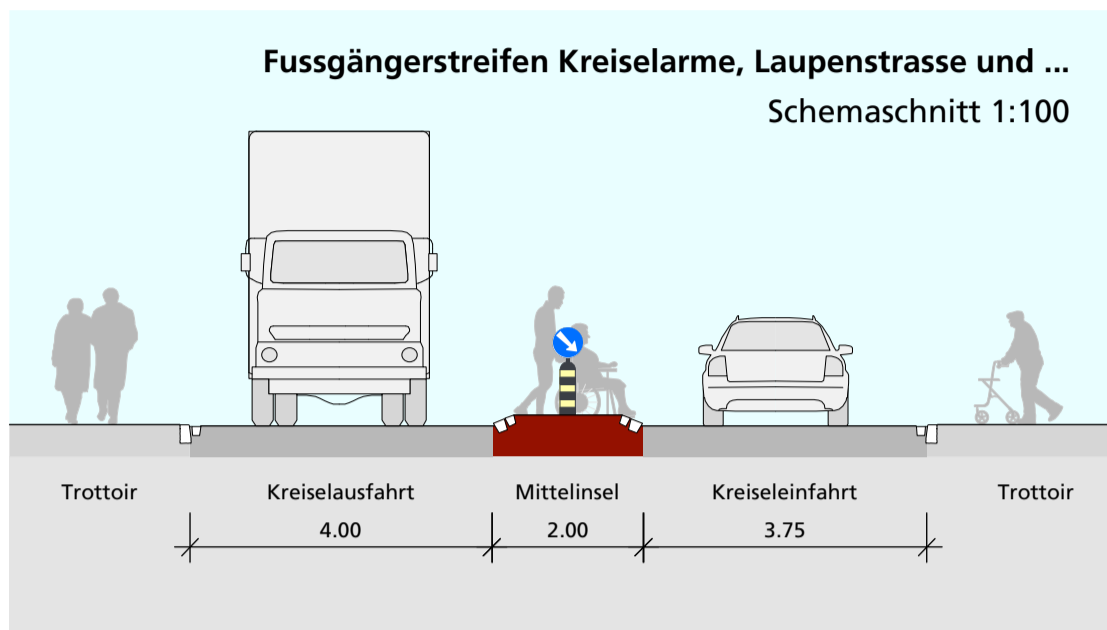 Fussgängerstreifen Kreiselarme, Laupenstrasse und ...
Schemaschnitt 1:100
Trottoir Kreiselausfahrt Mittelinsel Kreiseleinfahrt Trottoir
4.00 2.00 3.75